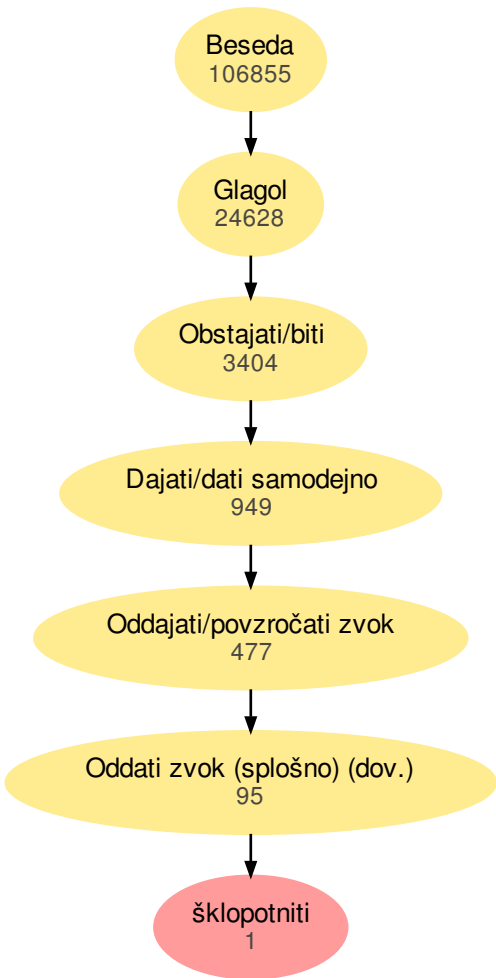 Beseda
106855
Glagol
24628
Obstajati/biti
3404
Dajati/dati samodejno
949
Oddajati/povzročati zvok
477
Oddati zvok (splošno) (dov.)
95
šklopotniti
1